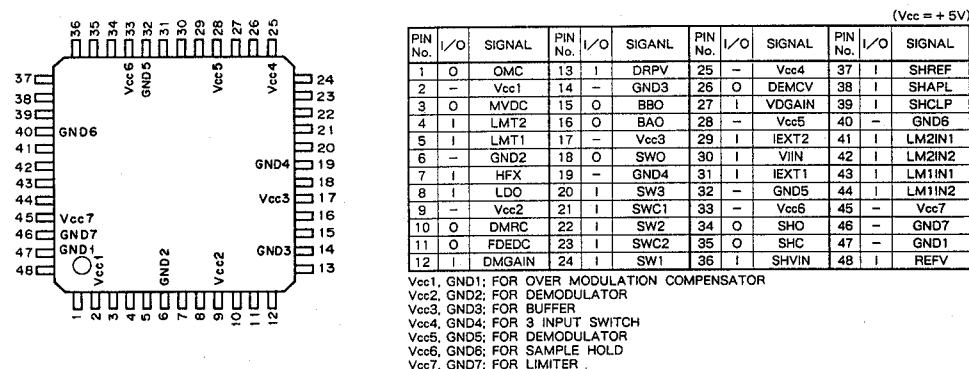 36 35 34 33 32 31 30 29 28 27 26 25
Vcc6 GND5 Vcc5 Vcc4
37 24
38 23
39 22
40 GND6 21
41 20
42 GND4 19
43 18
44 Vcc3 17
45 Vcc7 16
46 GND7 15
47 GND1 GND3 14
48 13
Vcc1 GND2 Vcc2
1 2 3 4 5 6 7 8 9 10 11 12
(Vcc = + 5V)
PIN No. I/O SIGNAL PIN No. I/O SIGANL PIN No. I/O SIGNAL PIN No. I/O SIGNAL
1 O OMC 13 I DRPV 25 – Vcc4 37 I SHREF
2 – Vcc1 14 – GND3 26 O DEMCV 38 I SHAPL
3 O MVDC 15 O BBO 27 I VDGAIN 39 I SHCLP
4 I LMT2 16 O BAO 28 – Vcc5 40 – GND6
5 I LMT1 17 – Vcc3 29 I IEXT2 41 I LM2IN1
6 – GND2 18 O SWO 30 I VIIN 42 I LM2IN2
7 I HFX 19 – GND4 31 I IEXT1 43 I LM1IN1
8 I LDO 20 I SW3 32 – GND5 44 I LM1IN2
9 – Vcc2 21 I SWC1 33 – Vcc6 45 – Vcc7
10 O DMRC 22 I SW2 34 O SHO 46 – GND7
11 O FDEDC 23 I SWC2 35 O SHC 47 – GND1
12 I DMGAIN 24 I SW1 36 I SHVIN 48 I REFV
Vcc1, GND1; FOR OVER MODULATION COMPENSATOR
Vcc2, GND2; FOR DEMODULATOR
Vcc3, GND3; FOR BUFFER
Vcc4, GND4; FOR 3 INPUT SWITCH
Vcc5, GND5; FOR DEMODULATOR
Vcc6, GND6; FOR SAMPLE HOLD
Vcc7, GND7; FOR LIMITER